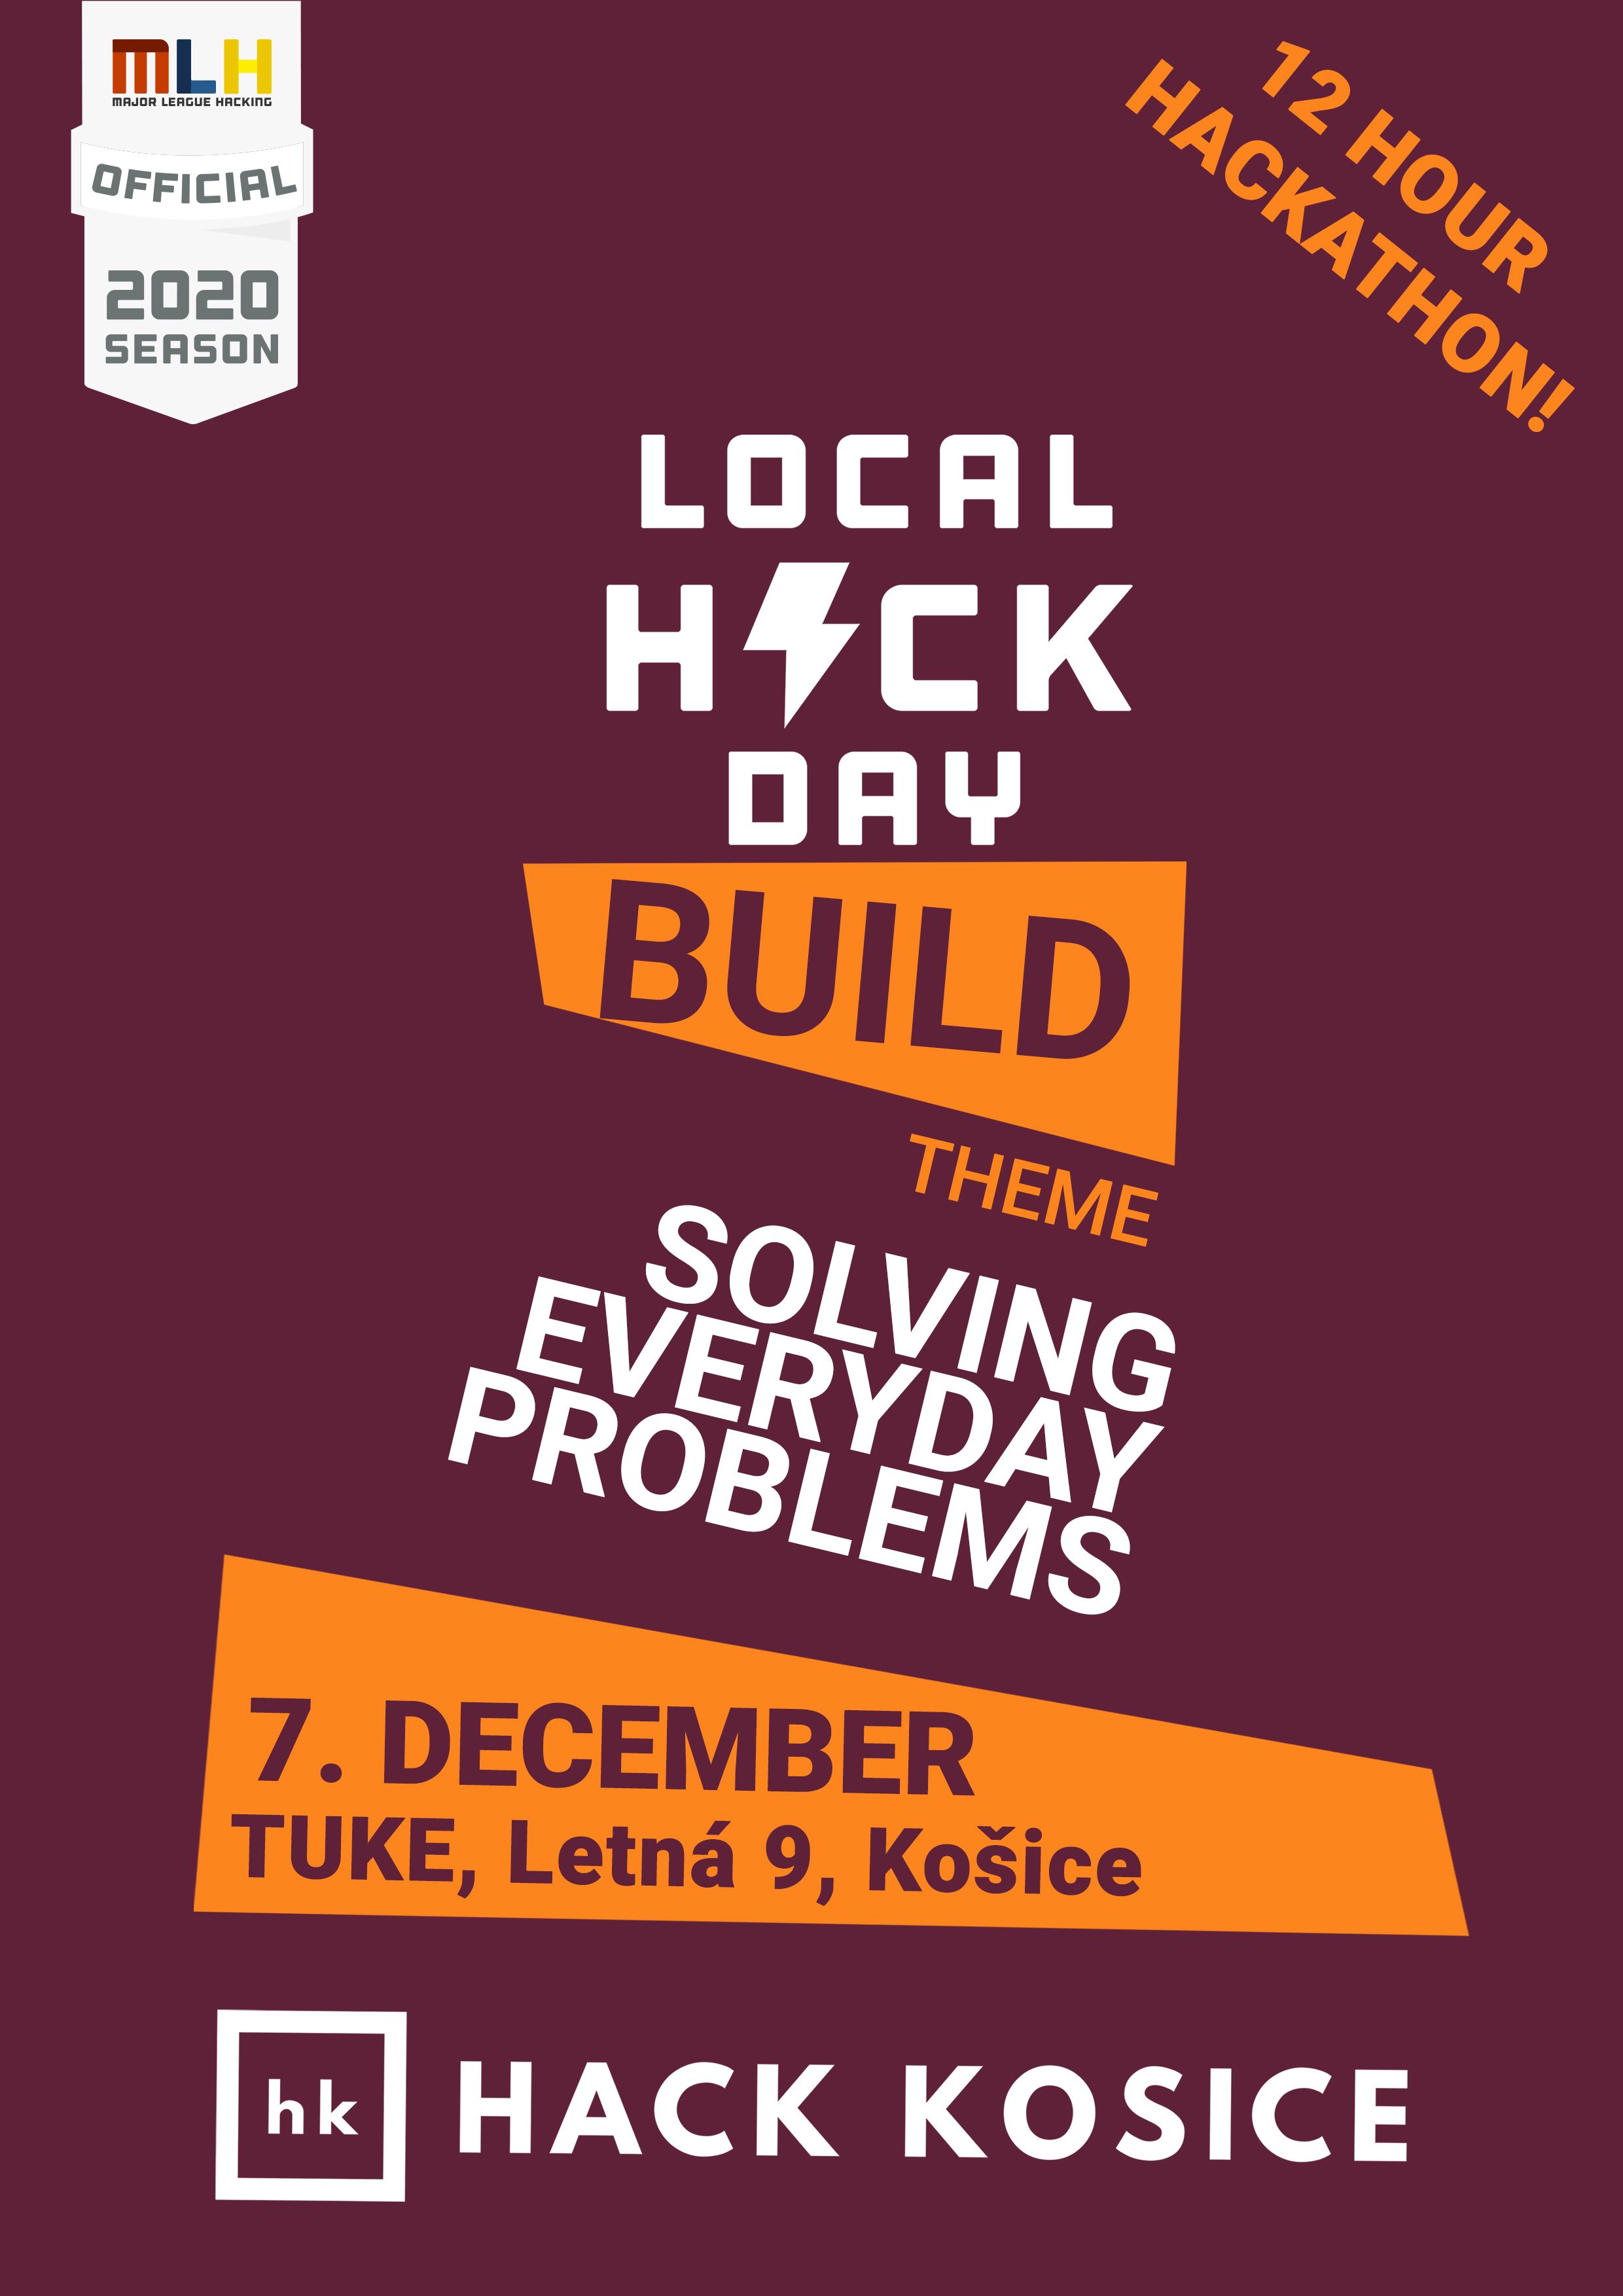 MLH
MAJOR LEAGUE HACKING
OFFICIAL
2020
SEASON
12 HOUR
HACKATHON!
LOCAL
H⚡CK
DAY
BUILD
THEME
SOLVING
EVERYDAY
PROBLEMS
7. DECEMBER
TUKE, Letná 9, Košice
hk
HACK KOSICE